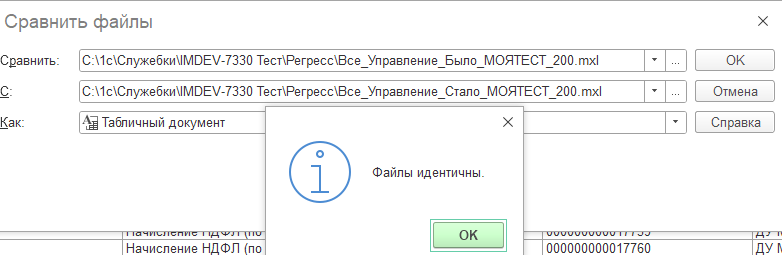 Сравнить файлы
Сравнить: C:\1c\Служебки\IMDEV-7330 Тест\Регресс\Все_Управление_Было_МОЯТЕСТ_200.mxl ... OK
С: C:\1c\Служебки\IMDEV-7330 Тест\Регресс\Все_Управление_Стало_МОЯТЕСТ_200.mxl ... Отмена
Как: Табличный документ Справка
Файлы идентичны.
OK
Начисление НДФЛ (по 000000000017759 ДУ М
Начисление НДФЛ (по 000000000017760 ДУ М